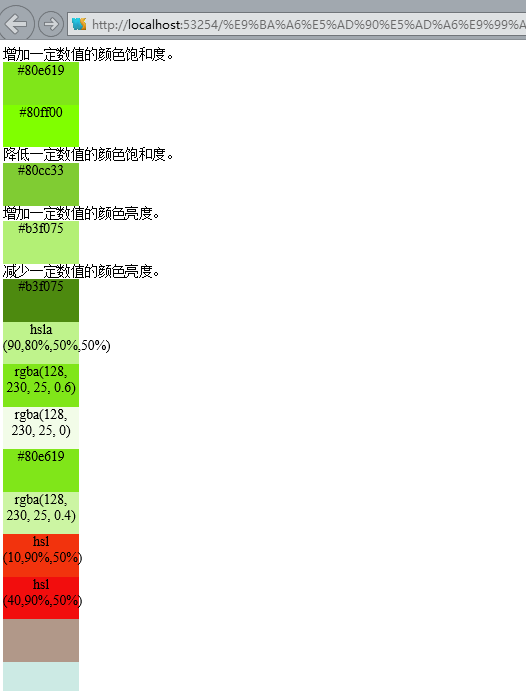 http://localhost:53254/%E9%BA%A6%E5%AD%90%E5%AD%A6%E9%99%A
增加一定数值的颜色饱和度。
#80e619
#80ff00
降低一定数值的颜色饱和度。
#80cc33
增加一定数值的颜色亮度。
#b3f075
减少一定数值的颜色亮度。
#b3f075
hsla
(90,80%,50%,50%)
rgba(128,
230, 25, 0.6)
rgba(128,
230, 25, 0)
#80e619
rgba(128,
230, 25, 0.4)
hsl
(10,90%,50%)
hsl
(40,90%,50%)